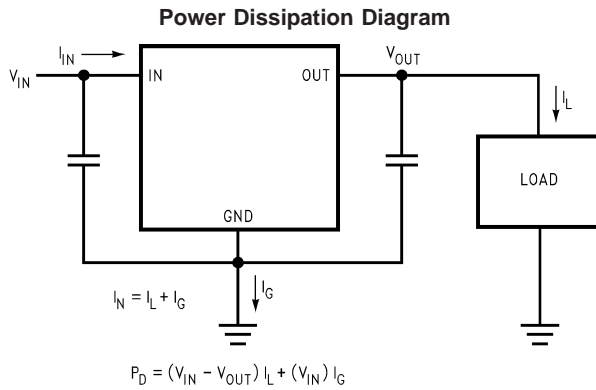 Power Dissipation Diagram
I_IN
V_IN
IN
OUT
V_OUT
I_L
LOAD
GND
I_N = I_L + I_G
I_G
P_D = (V_IN − V_OUT) I_L + (V_IN) I_G